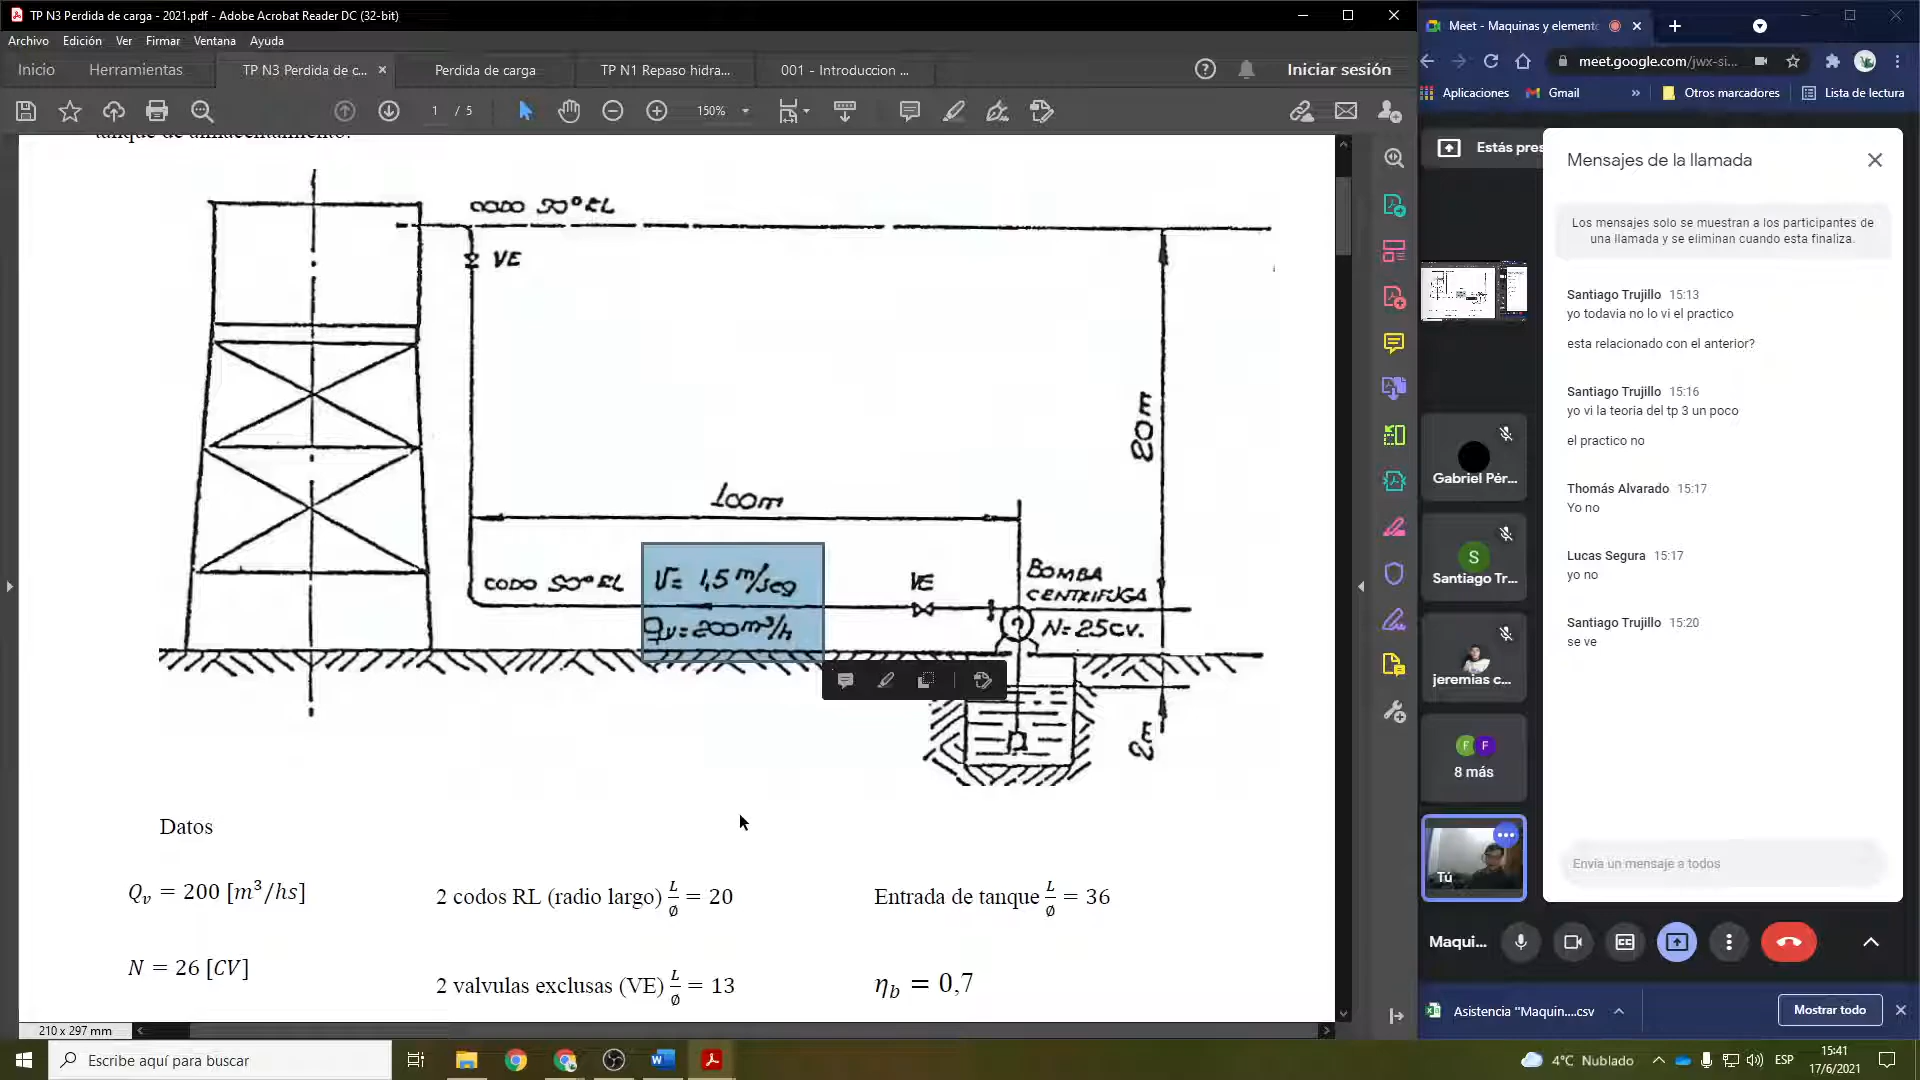 TP N3 Perdida de carga - 2021.pdf - Adobe Acrobat Reader DC (32-bit)
Archivo Edición Ver Firmar Ventana Ayuda
Inicio Herramientas TP N3 Perdida de c... Perdida de carga TP N1 Repaso hidra... 001 - Introduccion ... Iniciar sesión
1 / 5 150%
tanque de almacenamiento.
CODO 90° RL
VE
20m
100m
CODO 90° RL
V= 1,5 m/seg
Qv= 200 m³/h
VE
BOMBA
CENTRIFUGA
N= 25 CV.
2m
Datos
Qv = 200 [m³/hs]
2 codos RL (radio largo) L/ø = 20
Entrada de tanque L/ø = 36
N = 26 [CV]
2 valvulas exclusas (VE) L/ø = 13
ηb = 0,7
210 x 297 mm
Meet - Maquinas y element
meet.google.com/jwx-si...
Aplicaciones Gmail » Otros marcadores Lista de lectura
Estás pres
Mensajes de la llamada
Los mensajes solo se muestran a los participantes de
una llamada y se eliminan cuando esta finaliza.
Santiago Trujillo 15:13
yo todavia no lo vi el practico
esta relacionado con el anterior?
Santiago Trujillo 15:16
yo vi la teoria del tp 3 un poco
el practico no
Thomás Alvarado 15:17
Yo no
Lucas Segura 15:17
yo no
Santiago Trujillo 15:20
se ve
Gabriel Pér...
S
Santiago Tr...
jeremias c...
F F
8 más
Tú
Envía un mensaje a todos
Maqui...
Asistencia "Maquin....csv
Mostrar todo
Escribe aquí para buscar
4°C Nublado
ESP
15:41
17/6/2021